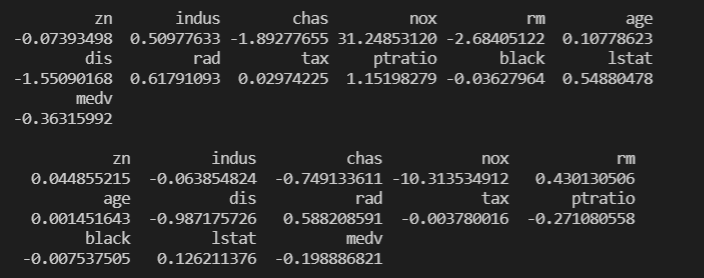 zn indus chas nox rm age
-0.07393498 0.50977633 -1.89277655 31.24853120 -2.68405122 0.10778623
dis rad tax ptratio black lstat
-1.55090168 0.61791093 0.02974225 1.15198279 -0.03627964 0.54880478
medv
-0.36315992
zn indus chas nox rm
0.044855215 -0.063854824 -0.749133611 -10.313534912 0.430130506
age dis rad tax ptratio
0.001451643 -0.987175726 0.588208591 -0.003780016 -0.271080558
black lstat medv
-0.007537505 0.126211376 -0.198886821